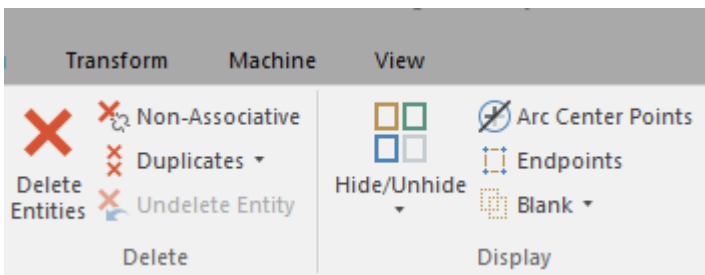 Transform Machine View
Delete
Entities
Non-Associative
Duplicates
Undelete Entity
Delete
Hide/Unhide
Arc Center Points
Endpoints
Blank
Display